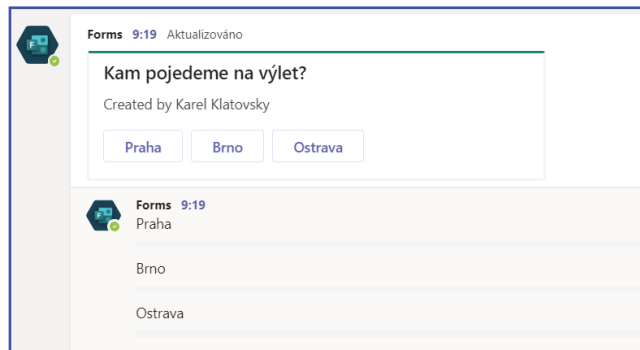 Forms 9:19 Aktualizováno
Kam pojedeme na výlet?
Created by Karel Klatovsky
Praha Brno Ostrava
Forms 9:19
Praha
Brno
Ostrava